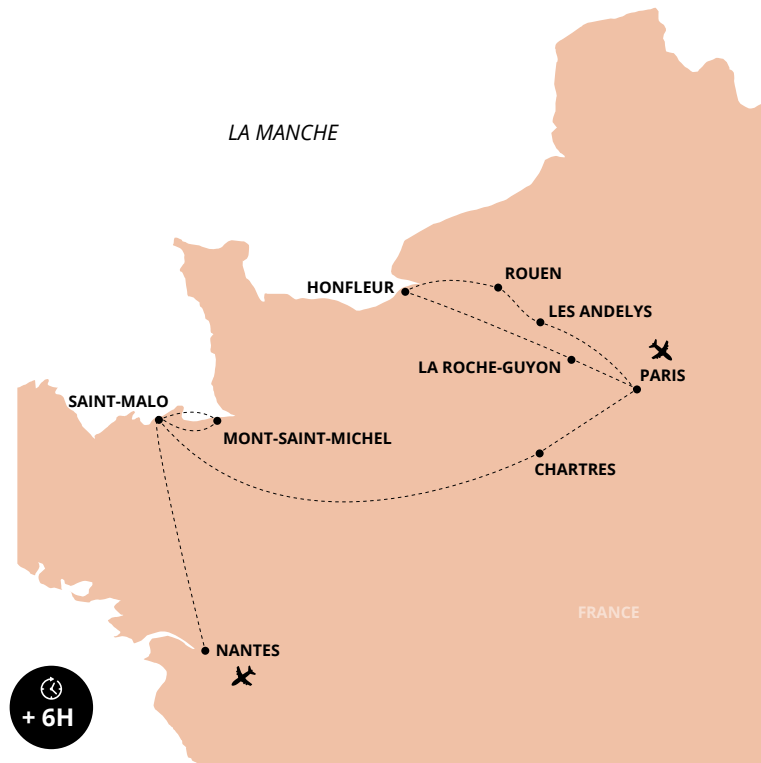 LA MANCHE
ROUEN
HONFLEUR
LES ANDELYS
LA ROCHE-GUYON
PARIS
SAINT-MALO
MONT-SAINT-MICHEL
CHARTRES
FRANCE
NANTES
+ 6H